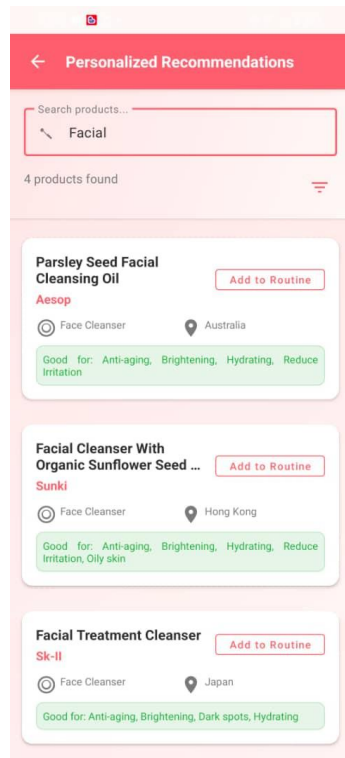 Personalized Recommendations
Search products...
Facial
4 products found
Parsley Seed Facial
Cleansing Oil
Add to Routine
Aesop
Face Cleanser
Australia
Good for: Anti-aging, Brightening, Hydrating, Reduce
Irritation
Facial Cleanser With
Organic Sunflower Seed ...
Add to Routine
Sunki
Face Cleanser
Hong Kong
Good for: Anti-aging, Brightening, Hydrating, Reduce
Irritation, Oily skin
Facial Treatment Cleanser
Add to Routine
Sk-II
Face Cleanser
Japan
Good for: Anti-aging, Brightening, Dark spots, Hydrating